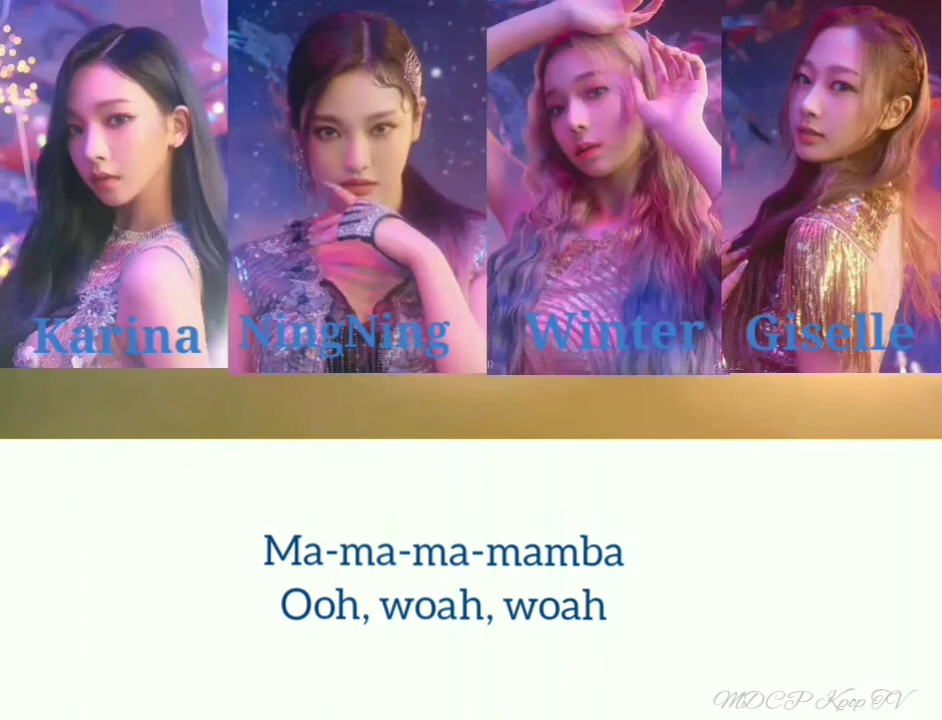 Karina NingNing Winter Giselle
Ma-ma-ma-mamba
Ooh, woah, woah
MDCP Kpop TV